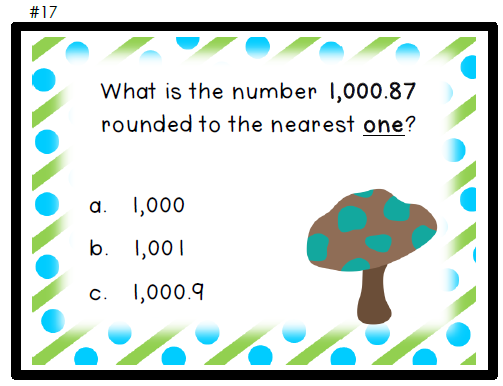 #17
What is the number 1,000.87
rounded to the nearest one?
a. 1,000
b. 1,001
c. 1,000.9